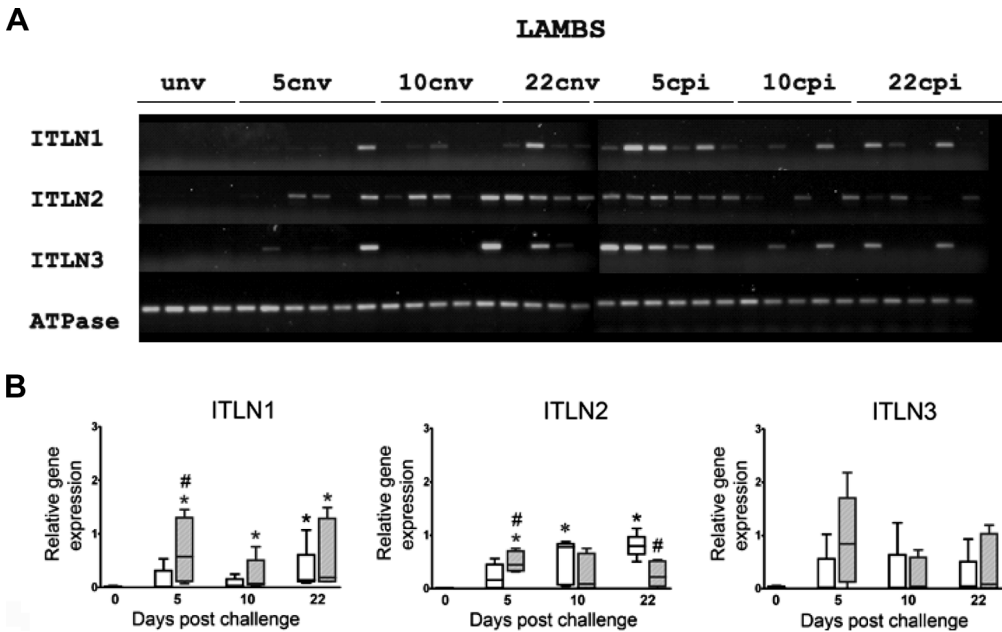 A
LAMBS
unv 5cnv 10cnv 22cnv 5cpi 10cpi 22cpi
ITLN1
ITLN2
ITLN3
ATPase
B
ITLN1 ITLN2 ITLN3
3 3 3
# # *
* * * * * * #
2 2 2
1 1 1
0 0 0
Relative gene expression Relative gene expression Relative gene expression
0 5 10 22 0 5 10 22 0 5 10 22
Days post challenge Days post challenge Days post challenge